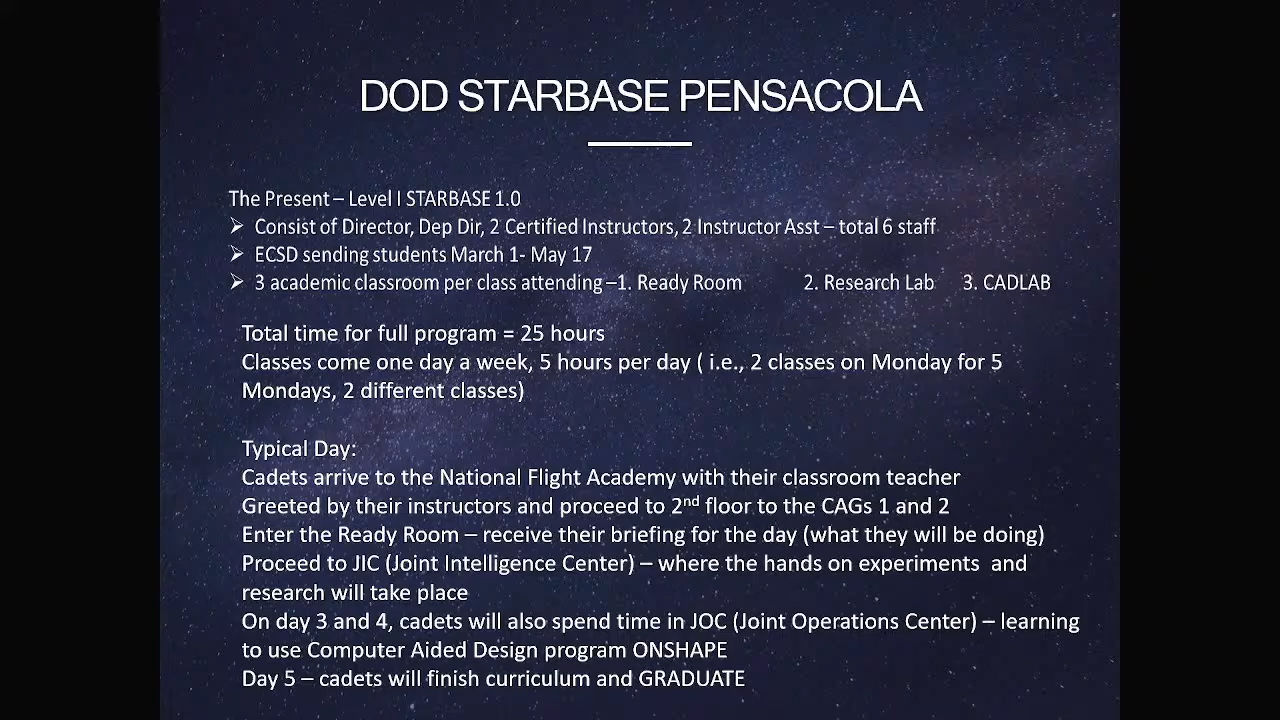 DOD STARBASE PENSACOLA
The Present – Level I STARBASE 1.0
➢ Consist of Director, Dep Dir, 2 Certified Instructors, 2 Instructor Asst – total 6 staff
➢ ECSD sending students March 1- May 17
➢ 3 academic classroom per class attending –1. Ready Room 2. Research Lab 3. CADLAB
Total time for full program = 25 hours
Classes come one day a week, 5 hours per day ( i.e., 2 classes on Monday for 5
Mondays, 2 different classes)
Typical Day:
Cadets arrive to the National Flight Academy with their classroom teacher
Greeted by their instructors and proceed to 2nd floor to the CAGs 1 and 2
Enter the Ready Room – receive their briefing for the day (what they will be doing)
Proceed to JIC (Joint Intelligence Center) – where the hands on experiments and
research will take place
On day 3 and 4, cadets will also spend time in JOC (Joint Operations Center) – learning
to use Computer Aided Design program ONSHAPE
Day 5 – cadets will finish curriculum and GRADUATE